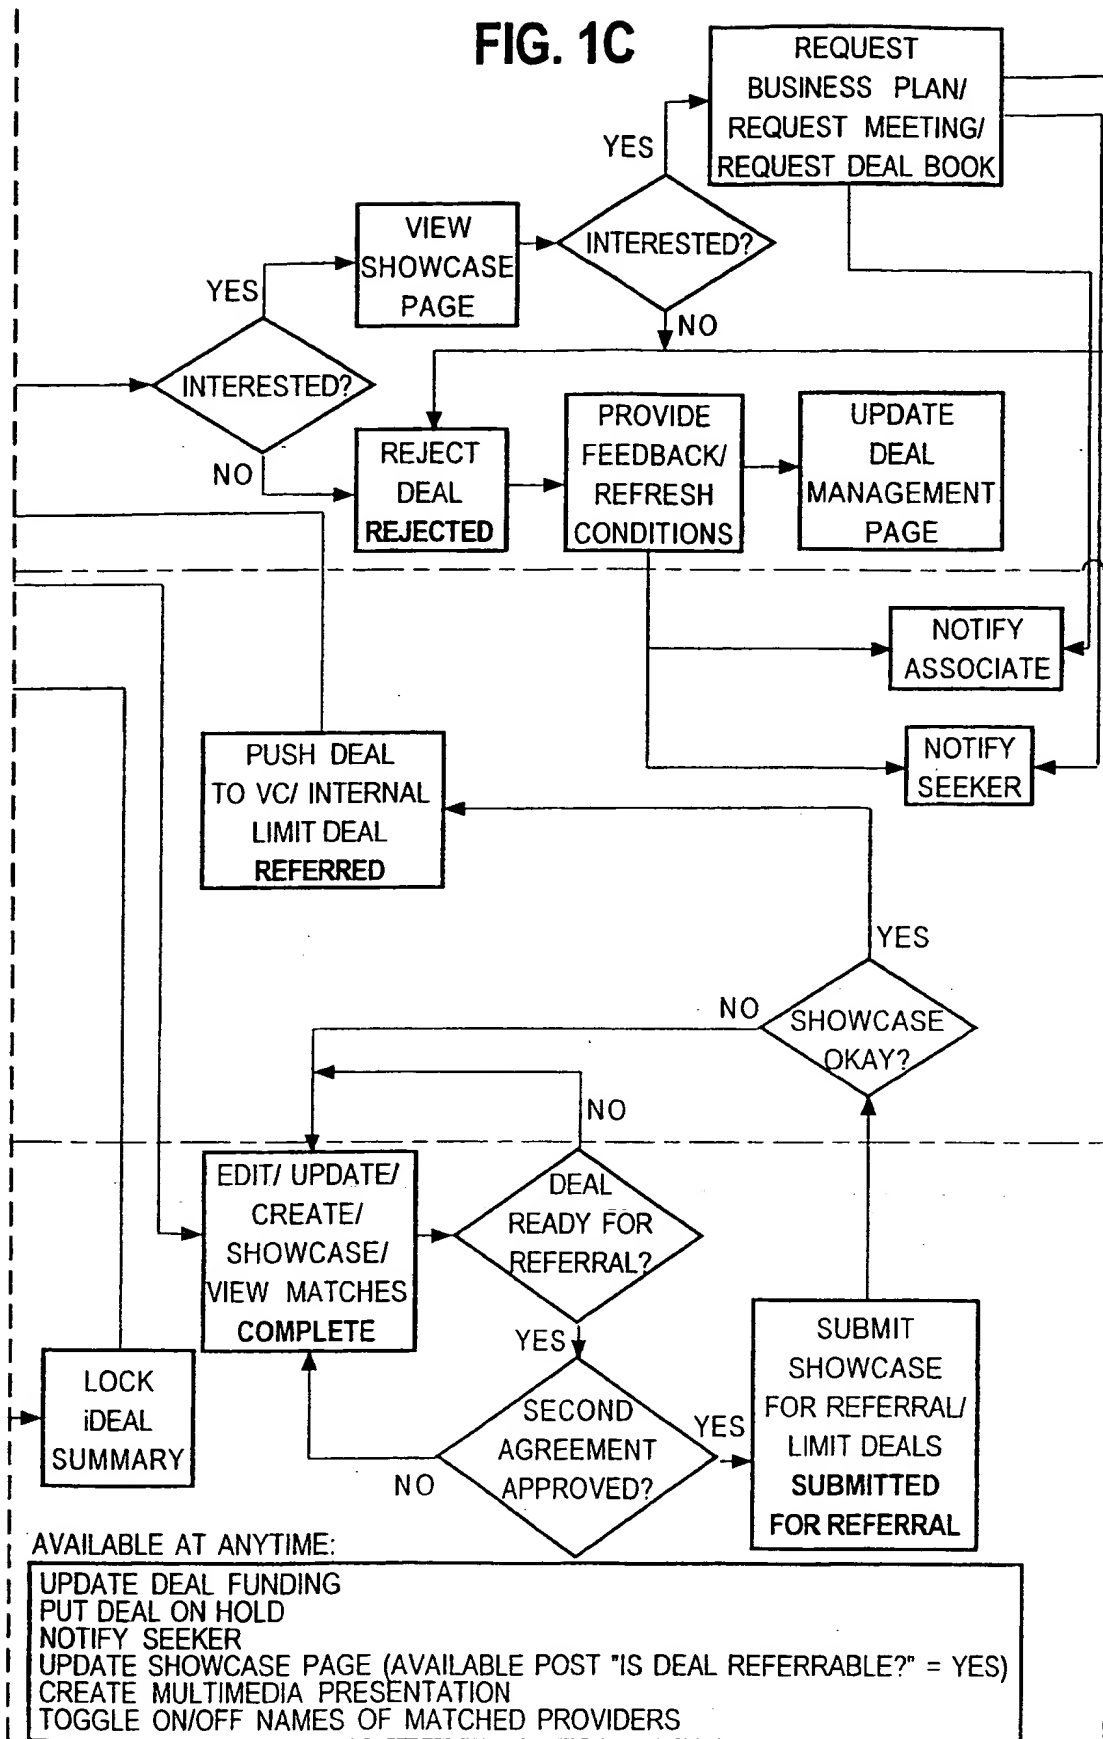 FIG. 1C
REQUEST
BUSINESS PLAN/
REQUEST MEETING/
REQUEST DEAL BOOK
YES
VIEW
SHOWCASE
PAGE
INTERESTED?
YES
NO
INTERESTED?
NO
REJECT
DEAL
REJECTED
PROVIDE
FEEDBACK/
REFRESH
CONDITIONS
UPDATE
DEAL
MANAGEMENT
PAGE
NOTIFY
ASSOCIATE
NOTIFY
SEEKER
PUSH DEAL
TO VC/ INTERNAL
LIMIT DEAL
REFERRED
YES
NO
SHOWCASE
OKAY?
NO
EDIT/ UPDATE/
CREATE/
SHOWCASE/
VIEW MATCHES
COMPLETE
DEAL
READY FOR
REFERRAL?
YES
LOCK
iDEAL
SUMMARY
SECOND
AGREEMENT
APPROVED?
NO
YES
SUBMIT
SHOWCASE
FOR REFERRAL/
LIMIT DEALS
SUBMITTED
FOR REFERRAL
AVAILABLE AT ANYTIME:
UPDATE DEAL FUNDING
PUT DEAL ON HOLD
NOTIFY SEEKER
UPDATE SHOWCASE PAGE (AVAILABLE POST "IS DEAL REFERRABLE?" = YES)
CREATE MULTIMEDIA PRESENTATION
TOGGLE ON/OFF NAMES OF MATCHED PROVIDERS